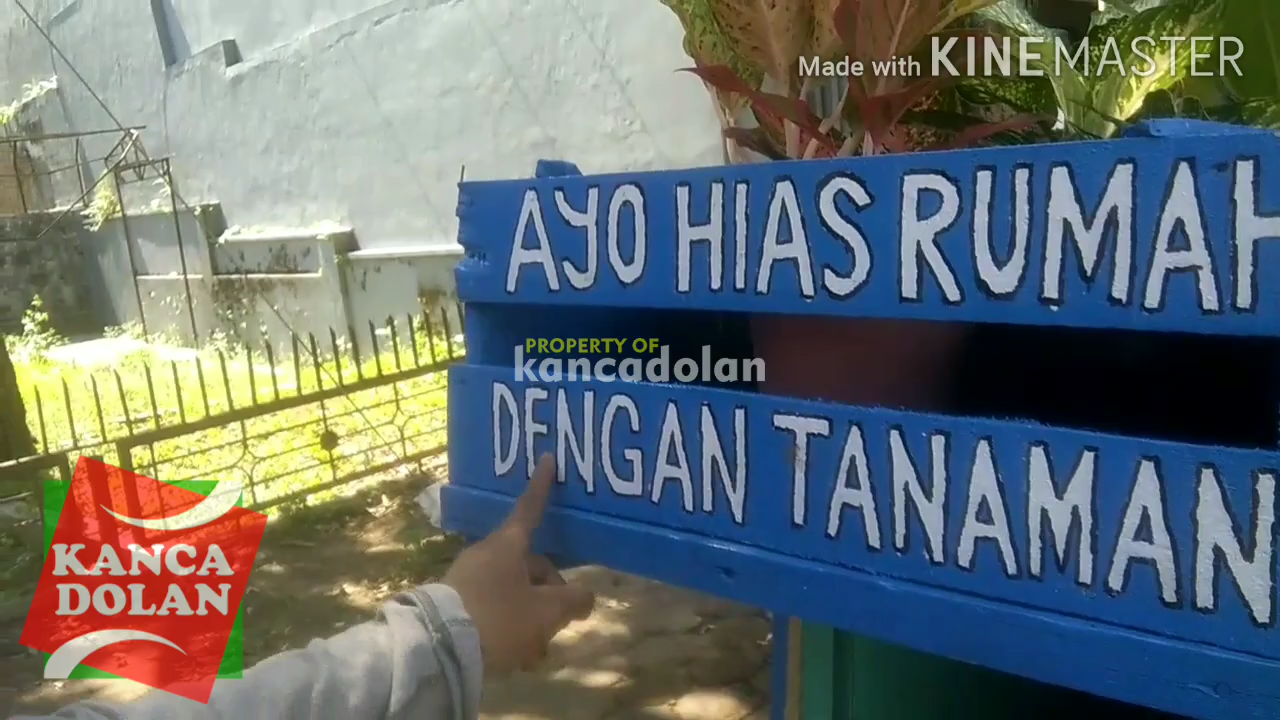 Made with KINEMASTER
AYO HIAS RUMAH
PROPERTY OF
kancadolan
DENGAN TANAMAN
KANCA
DOLAN